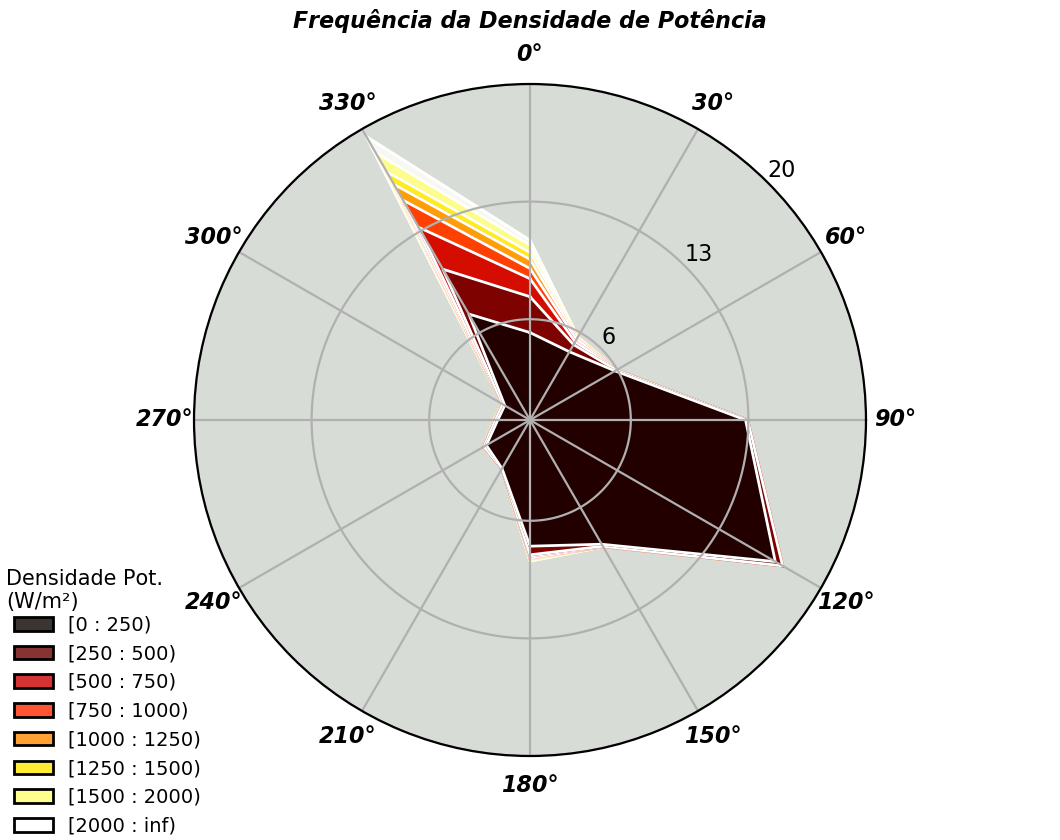 Frequência da Densidade de Potência
0°
330°
30°
20
300°
60°
13
6
270°
90°
240°
120°
210°
150°
180°
Densidade Pot.
(W/m²)
[0 : 250)
[250 : 500)
[500 : 750)
[750 : 1000)
[1000 : 1250)
[1250 : 1500)
[1500 : 2000)
[2000 : inf)